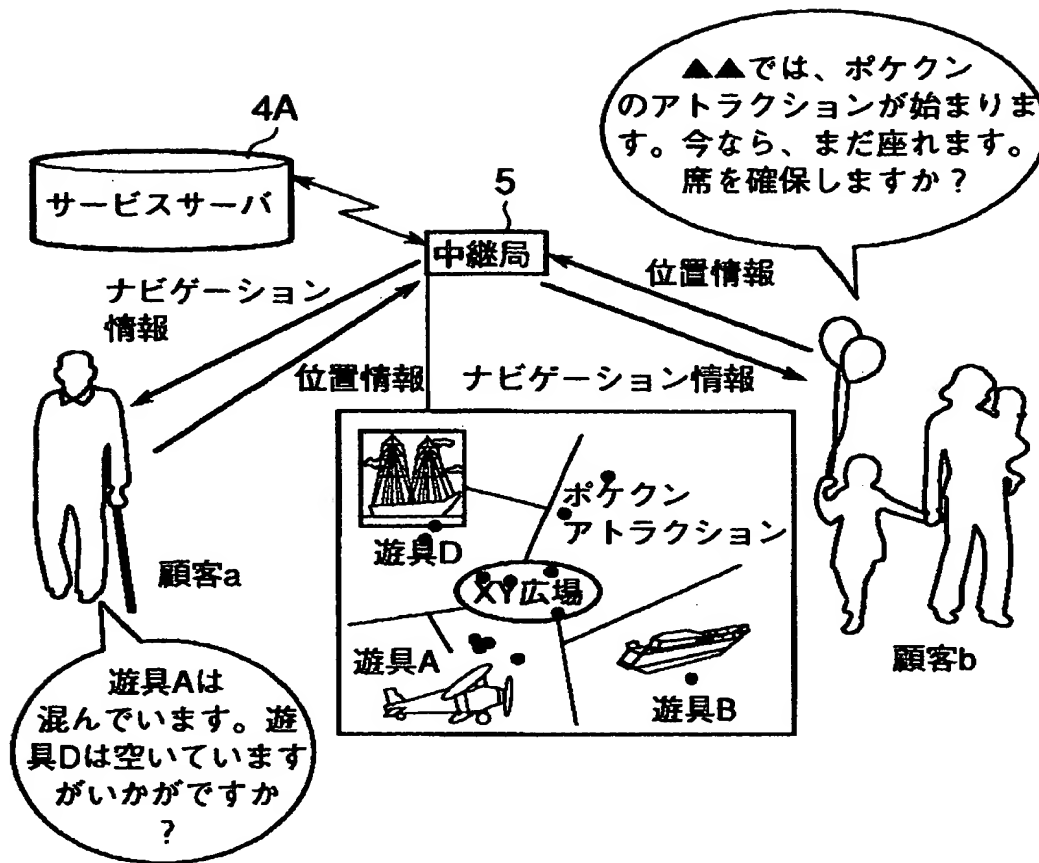 ▲▲では、ポケクン
のアトラクションが始まりま
す。今なら、まだ座れます。
席を確保しますか？
4A
サービスサーバ
5
中継局
位置情報
ナビゲーション
情報
位置情報
ナビゲーション情報
ポケクン
アトラクション
遊具D
XY広場
顧客a
遊具A
遊具B
顧客b
遊具Aは
混んでいます。遊
具Dは空いています
がいかがですか
？